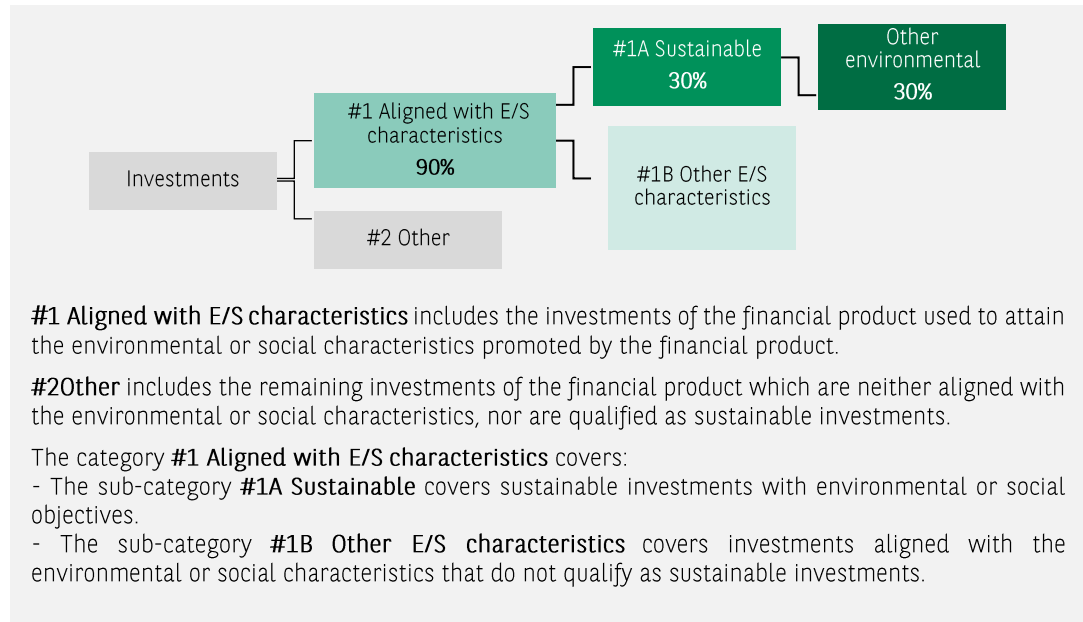 Investments
#1 Aligned with E/S
characteristics
90%
#2 Other
#1A Sustainable
30%
Other
environmental
30%
#1B Other E/S
characteristics
#1 Aligned with E/S characteristics includes the investments of the financial product used to attain
the environmental or social characteristics promoted by the financial product.
#2Other includes the remaining investments of the financial product which are neither aligned with
the environmental or social characteristics, nor are qualified as sustainable investments.
The category #1 Aligned with E/S characteristics covers:
- The sub-category #1A Sustainable covers sustainable investments with environmental or social
objectives.
- The sub-category #1B Other E/S characteristics covers investments aligned with the
environmental or social characteristics that do not qualify as sustainable investments.